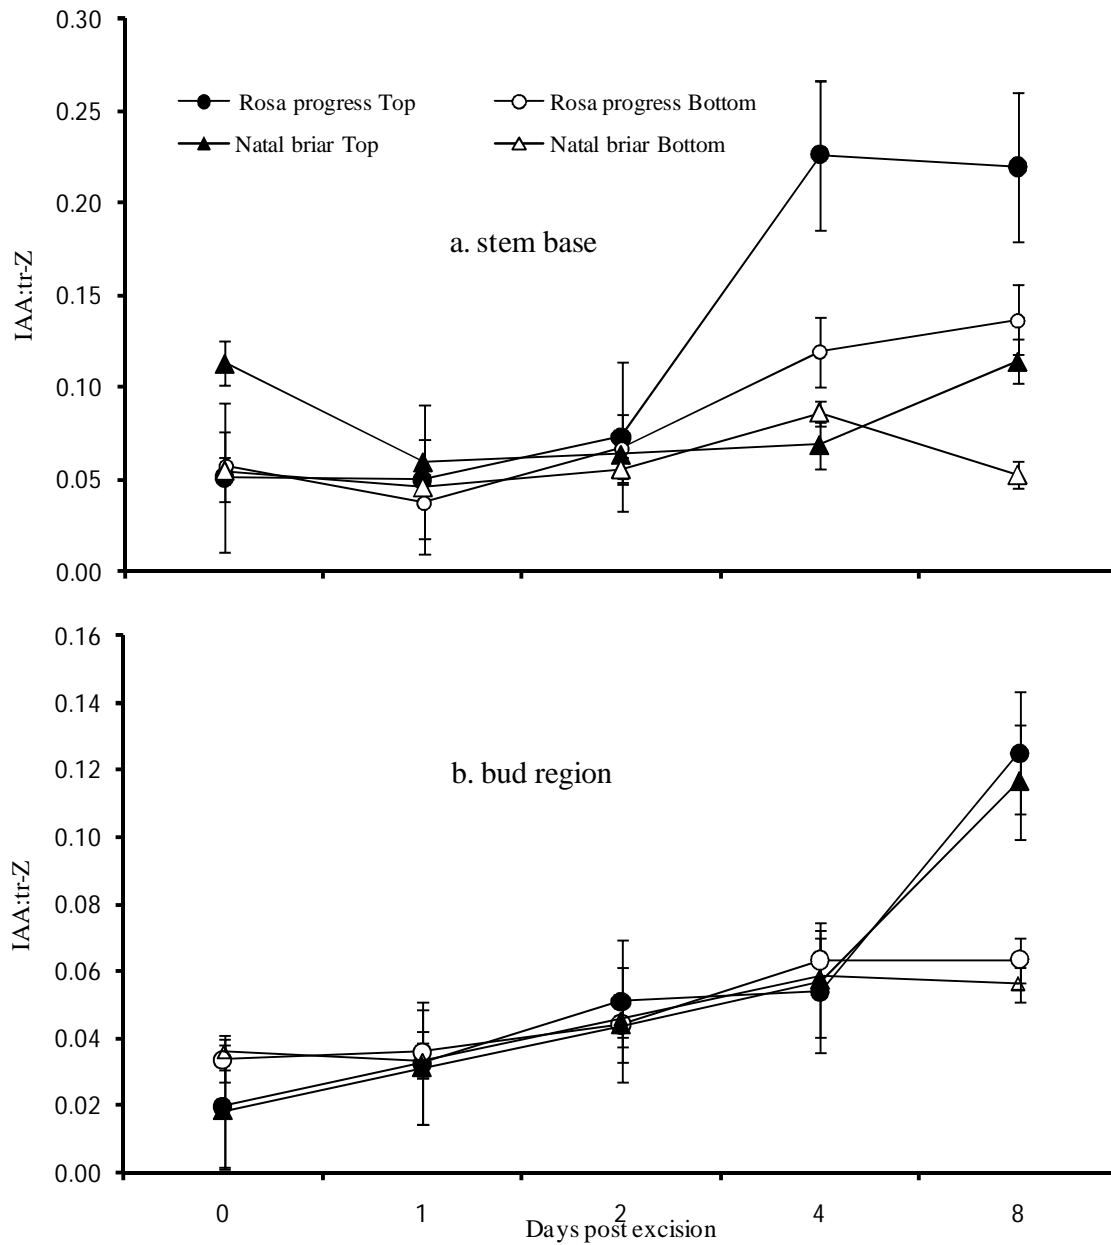 0.30
Rosa progress Top
Rosa progress Bottom
Natal briar Top
Natal briar Bottom
0.25
0.20
a. stem base
IAA:tr-Z
0.15
0.10
0.05
0.00
0.16
0.14
0.12
b. bud region
0.10
0.08
IAA:tr-Z
0.06
0.04
0.02
0.00
0 1 2 4 8
Days post excision